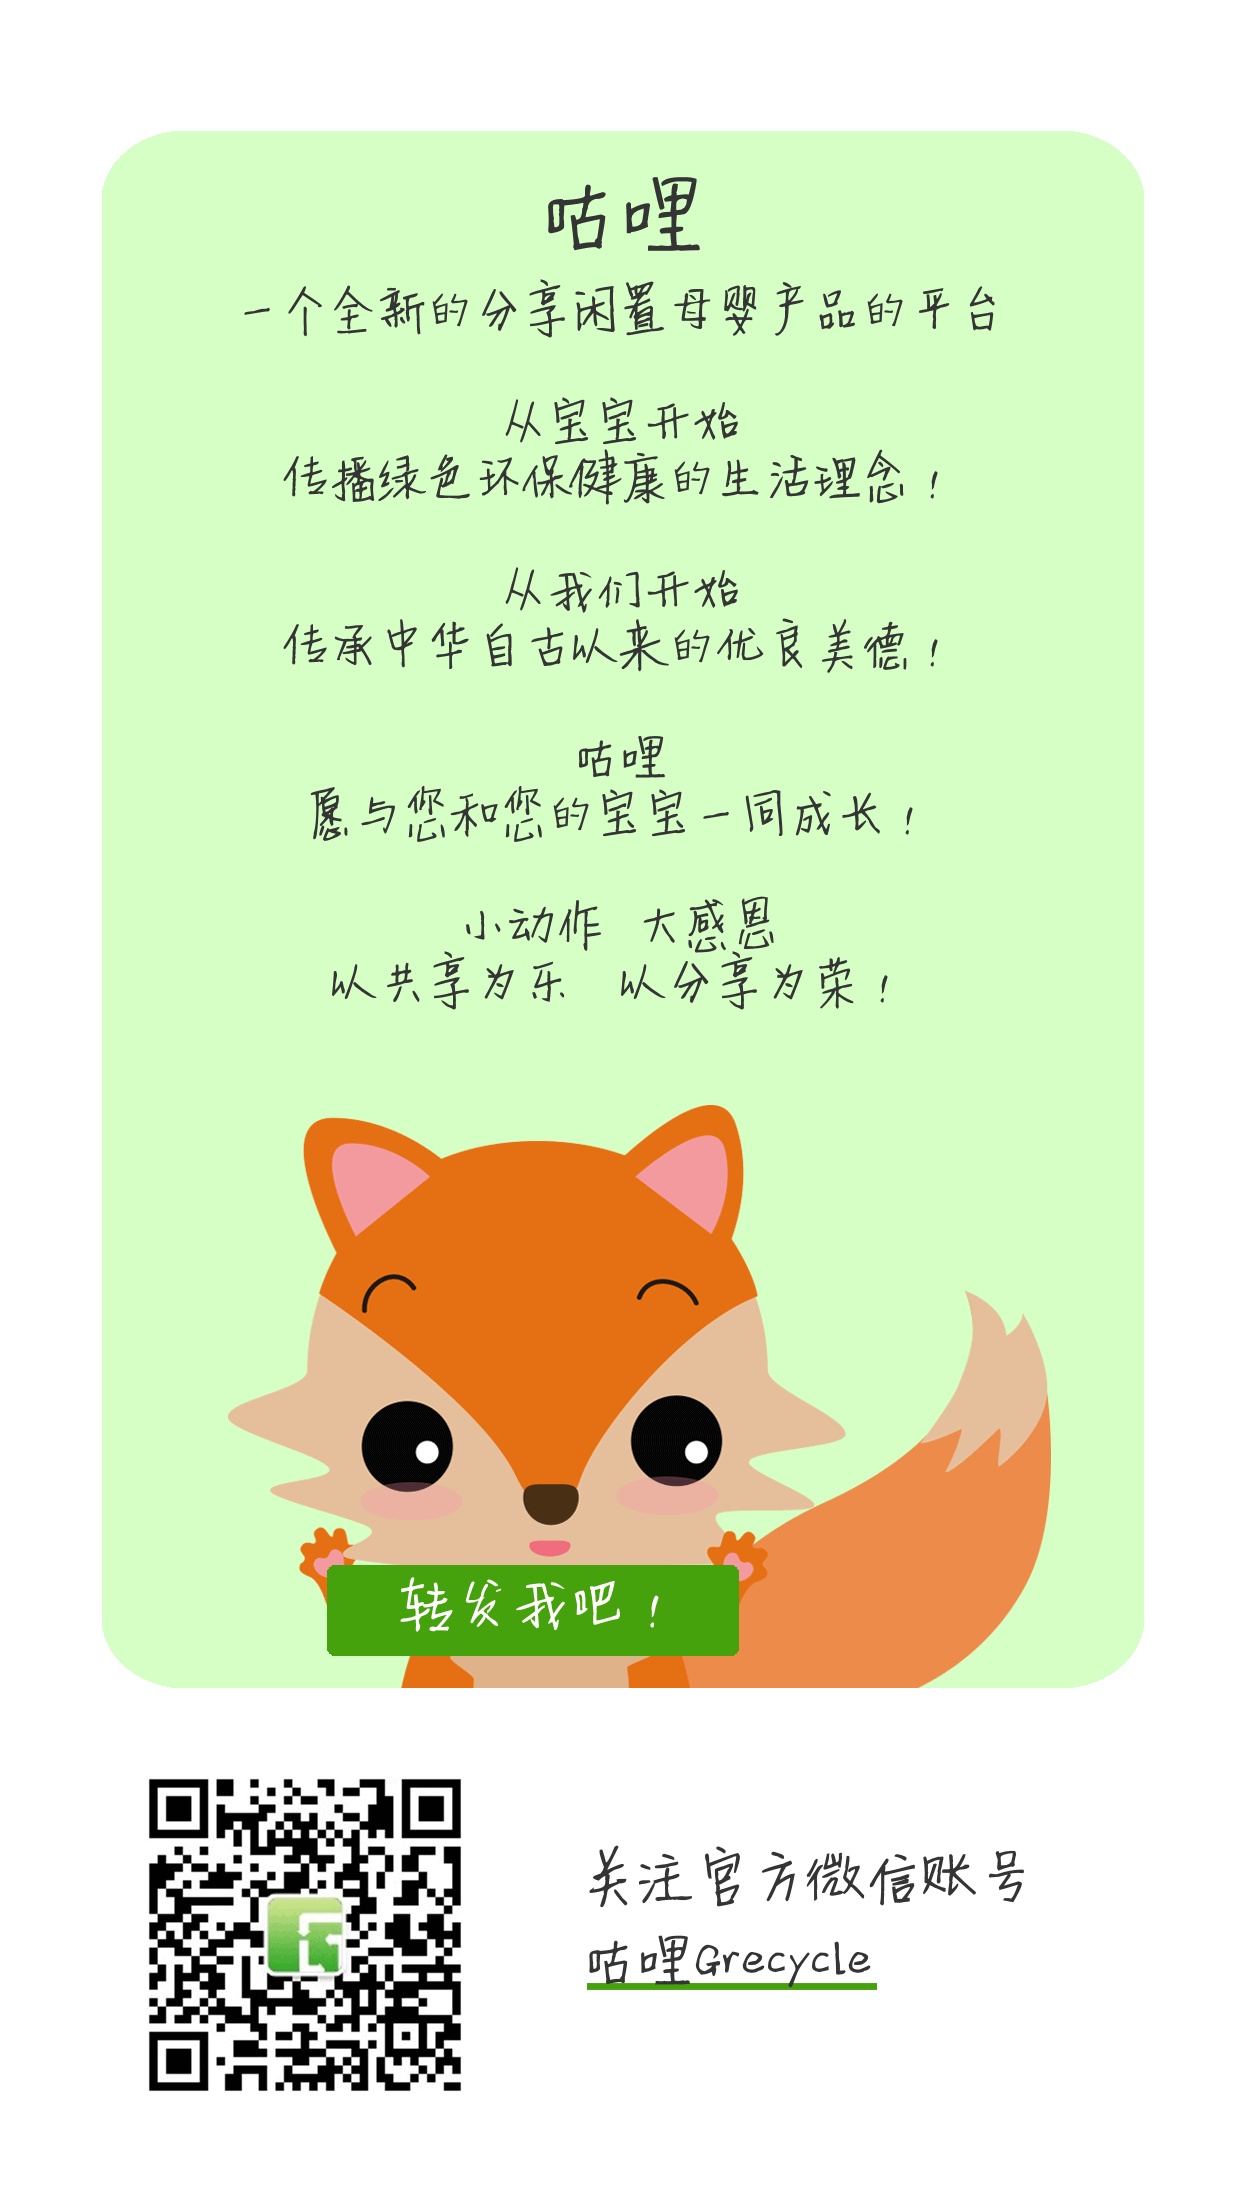 咕哩
一个全新的分享闲置母婴产品的平台
从宝宝开始
传播绿色环保健康的生活理念！
从我们开始
传承中华自古以来的优良美德！
咕哩
愿与您和您的宝宝一同成长！
小动作 大感恩
以共享为乐 以分享为荣！
转发我吧！
关注官方微信账号
咕哩Grecycle